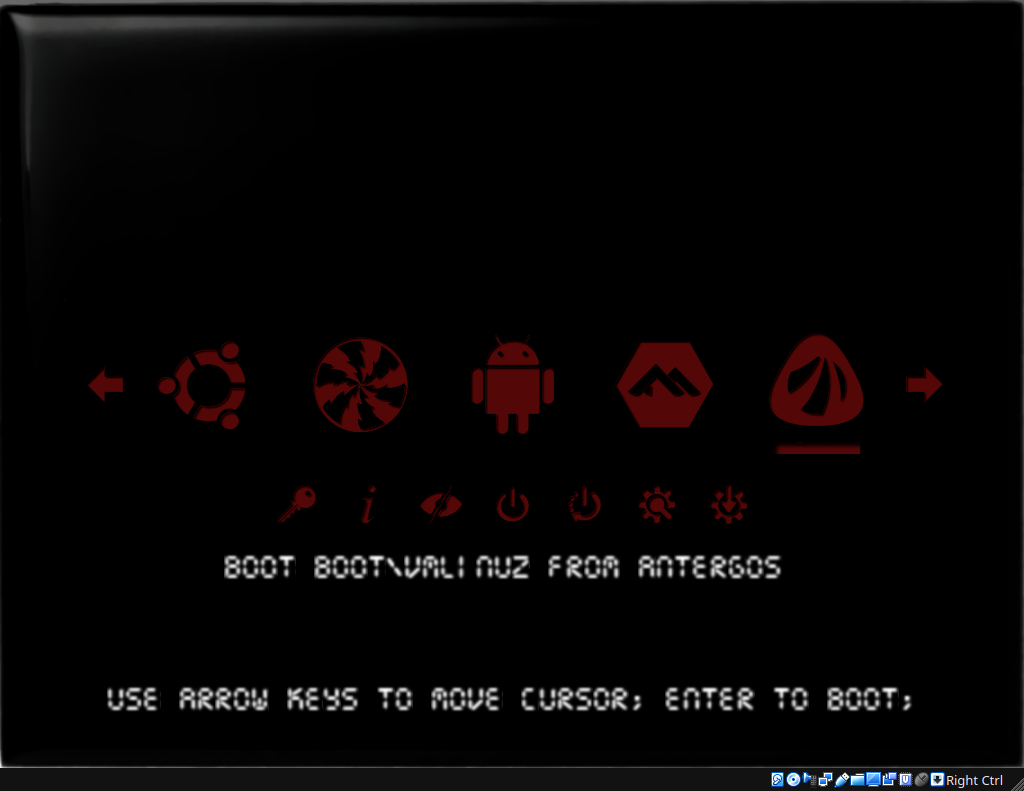 BOOT BOOT\VMLINUZ FROM ANTERGOS
USE ARROW KEYS TO MOVE CURSOR; ENTER TO BOOT;
Right Ctrl